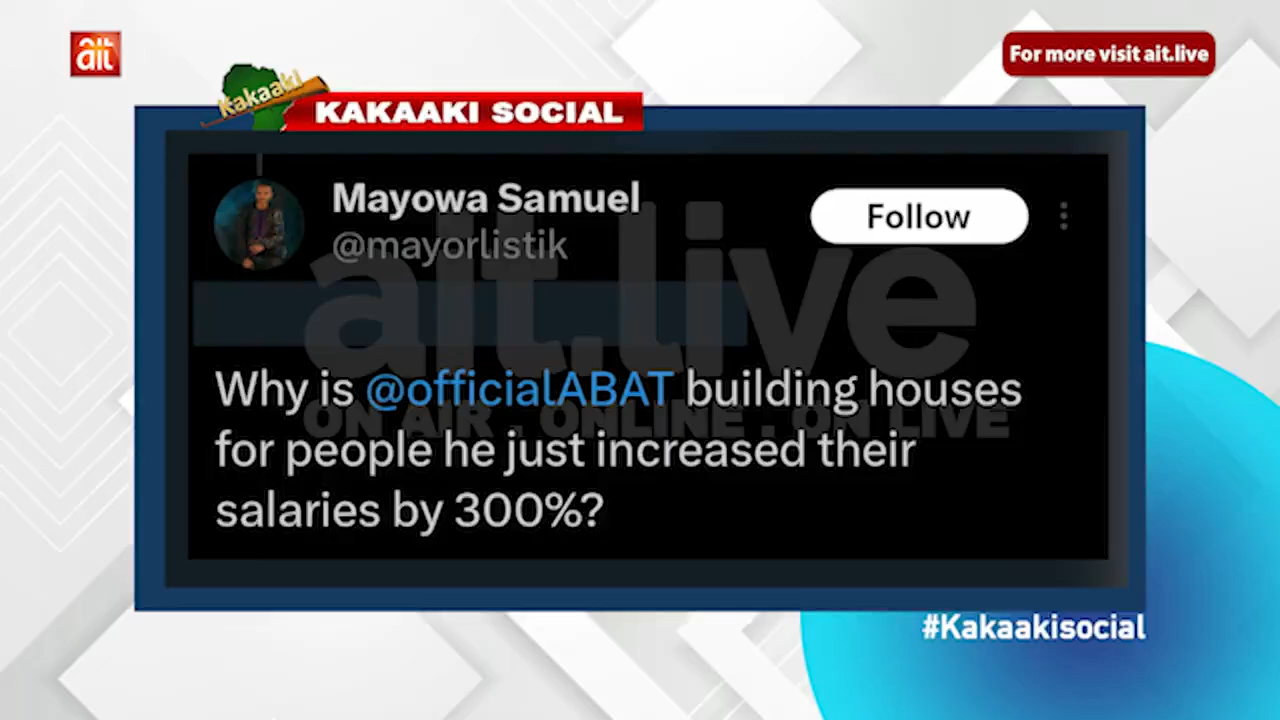 ait
For more visit ait.live
Kakaaki
KAKAAKI SOCIAL
Mayowa Samuel
Follow
@mayorlistik
ait.live
Why is @officialABAT building houses
ON AIR . ONLINE . ON LIVE
for people he just increased their
salaries by 300%?
#Kakaakisocial